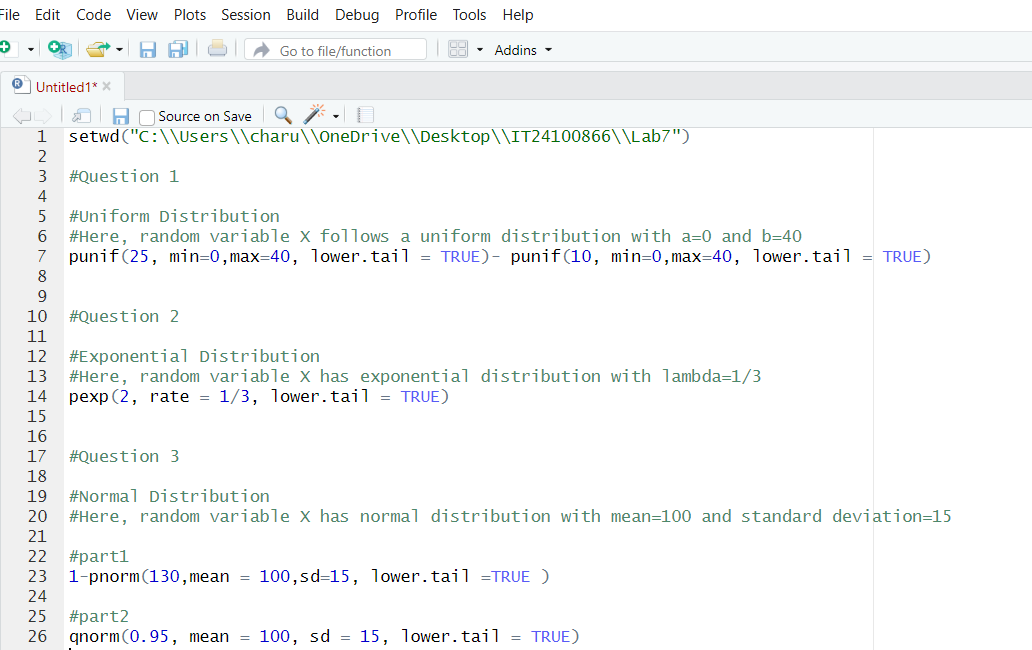 File Edit Code View Plots Session Build Debug Profile Tools Help
Go to file/function Addins
Untitled1*
Source on Save
1 setwd("C:\\Users\\charu\\OneDrive\\Desktop\\IT24100866\\Lab7")
2
3 #Question 1
4
5 #Uniform Distribution
6 #Here, random variable X follows a uniform distribution with a=0 and b=40
7 punif(25, min=0,max=40, lower.tail = TRUE)- punif(10, min=0,max=40, lower.tail = TRUE)
8
9
10 #Question 2
11
12 #Exponential Distribution
13 #Here, random variable X has exponential distribution with lambda=1/3
14 pexp(2, rate = 1/3, lower.tail = TRUE)
15
16
17 #Question 3
18
19 #Normal Distribution
20 #Here, random variable X has normal distribution with mean=100 and standard deviation=15
21
22 #part1
23 1-pnorm(130,mean = 100,sd=15, lower.tail =TRUE )
24
25 #part2
26 qnorm(0.95, mean = 100, sd = 15, lower.tail = TRUE)